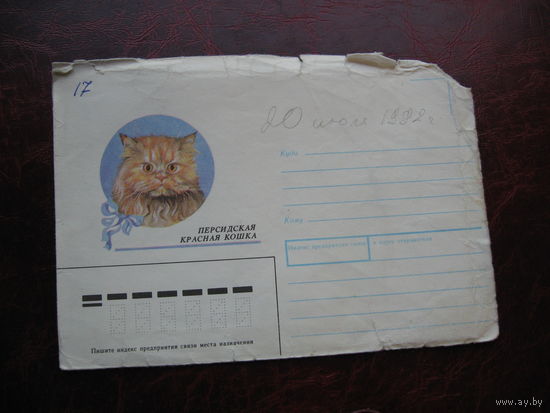 17
20 июля 1992 г
Куда
ПЕРСИДСКАЯ
КРАСНАЯ КОШКА
Кому
Индекс предприятия связи и адрес отправителя
Пишите индекс предприятия связи места назначения
www.ay.by